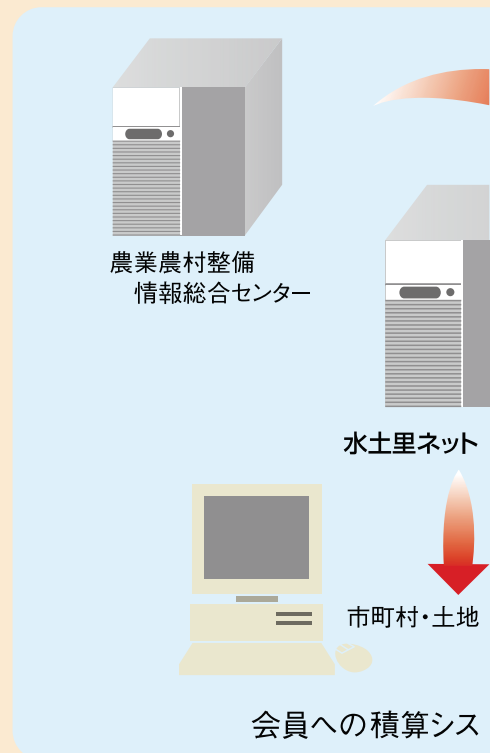 農業農村整備
情報総合センター
水土里ネット
市町村・土地
会員への積算シス